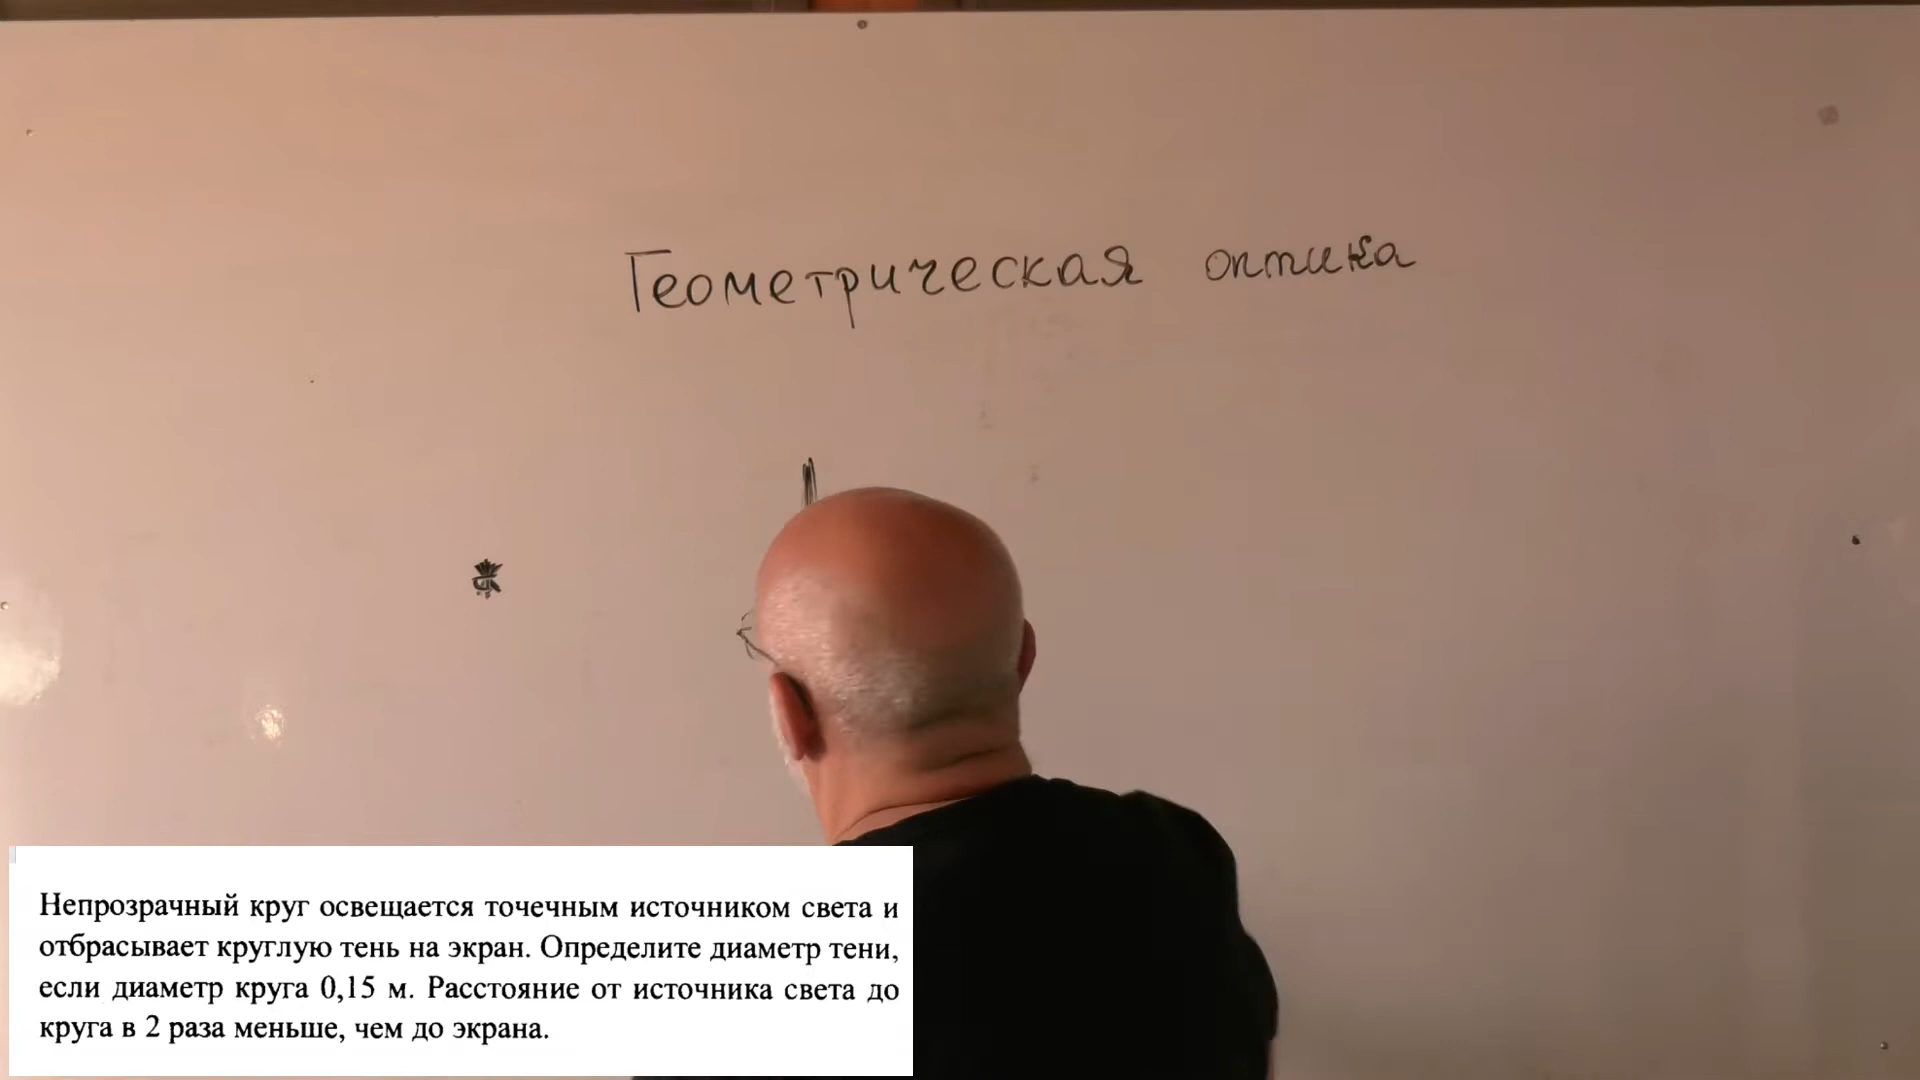 Геометрическая оптика
Непрозрачный круг освещается точечным источником света и
отбрасывает круглую тень на экран. Определите диаметр тени,
если диаметр круга 0,15 м. Расстояние от источника света до
круга в 2 раза меньше, чем до экрана.